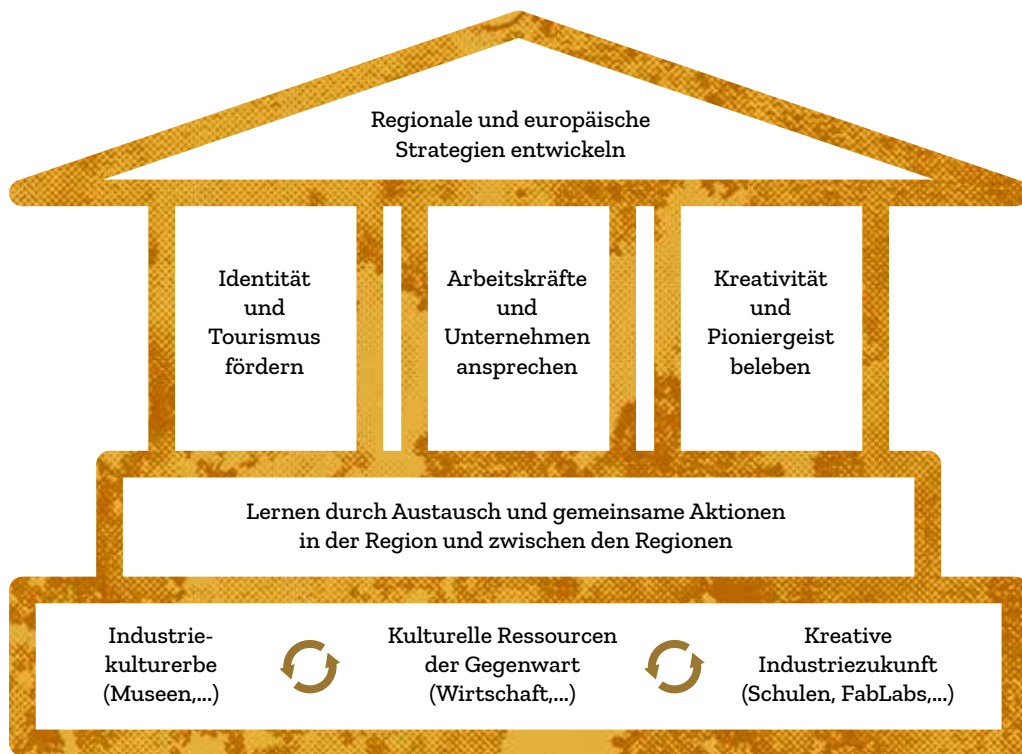 Regionale und europäische
Strategien entwickeln
Identität
und
Tourismus
fördern
Arbeitskräfte
und
Unternehmen
ansprechen
Kreativität
und
Pioniergeist
beleben
Lernen durch Austausch und gemeinsame Aktionen
in der Region und zwischen den Regionen
Industrie-
kulturerbe
(Museen,...)
Kulturelle Ressourcen
der Gegenwart
(Wirtschaft,...)
Kreative
Industriezukunft
(Schulen, FabLabs,...)